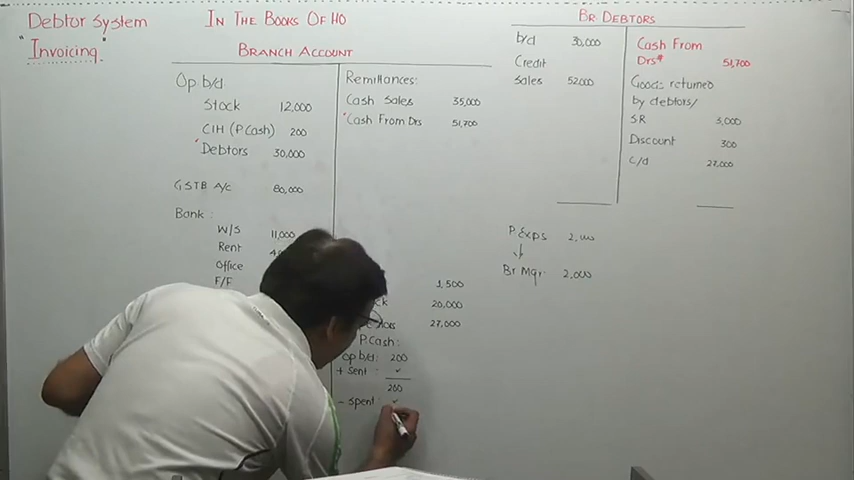 Debtor System
"Invoicing"
In The Books Of HO
Branch Account
Op b/d
Stock 12,000
CIH (P Cash) 200
Debtors 30,000
GSTB A/c 80,000
Bank:
W/S 11,000
Rent
Office
F/F
Remittances:
Cash Sales 35,000
Cash From Drs 51,700
1,500
20,000
27,000
P.Cash:
Op b/d: 200
+ Sent :
200
- Spent :
Br Debtors
b/d 30,000
Credit
Sales 52,000
Cash From
Drs# 51,700
Goods returned
by debtors/
SR 3,000
Discount 300
c/d 27,000
P. Exps 2,000
Br Mgr. 2,000